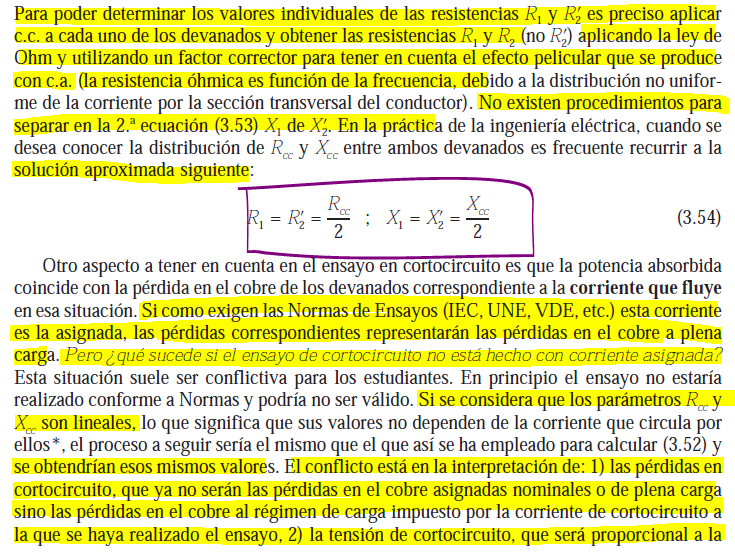 Para poder determinar los valores individuales de las resistencias R₁ y R₂′ es preciso aplicar
c.c. a cada uno de los devanados y obtener las resistencias R₁ y R₂ (no R₂′) aplicando la ley de
Ohm y utilizando un factor corrector para tener en cuenta el efecto pelicular que se produce
con c.a. (la resistencia óhmica es función de la frecuencia, debido a la distribución no unifor-
me de la corriente por la sección transversal del conductor). No existen procedimientos para
separar en la 2.ª ecuación (3.53) X₁ de X₂′. En la práctica de la ingeniería eléctrica, cuando se
desea conocer la distribución de Rcc y Xcc entre ambos devanados es frecuente recurrir a la
solución aproximada siguiente:
R₁ = R₂′ = Rcc/2 ; X₁ = X₂′ = Xcc/2 (3.54)
Otro aspecto a tener en cuenta en el ensayo en cortocircuito es que la potencia absorbida
coincide con la pérdida en el cobre de los devanados correspondiente a la corriente que fluye
en esa situación. Si como exigen las Normas de Ensayos (IEC, UNE, VDE, etc.) esta corriente
es la asignada, las pérdidas correspondientes representarán las pérdidas en el cobre a plena
carga. Pero ¿qué sucede si el ensayo de cortocircuito no está hecho con corriente asignada?
Esta situación suele ser conflictiva para los estudiantes. En principio el ensayo no estaría
realizado conforme a Normas y podría no ser válido. Si se considera que los parámetros Rcc y
Xcc son lineales, lo que significa que sus valores no dependen de la corriente que circula por
ellos*, el proceso a seguir sería el mismo que el que así se ha empleado para calcular (3.52) y
se obtendrían esos mismos valores. El conflicto está en la interpretación de: 1) las pérdidas en
cortocircuito, que ya no serán las pérdidas en el cobre asignadas nominales o de plena carga
sino las pérdidas en el cobre al régimen de carga impuesto por la corriente de cortocircuito a
la que se haya realizado el ensayo, 2) la tensión de cortocircuito, que será proporcional a la